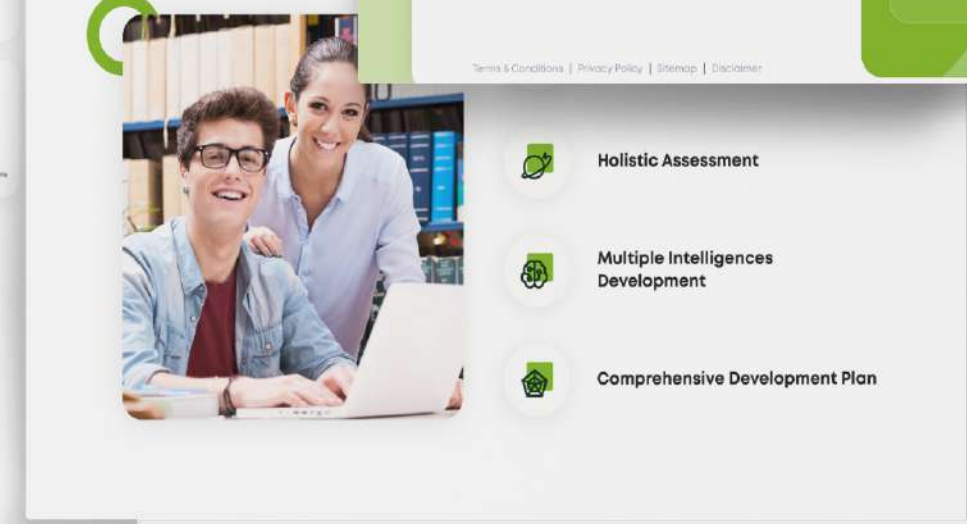 Terms & Conditions | Privacy Policy | Sitemap | Disclaimer
Holistic Assessment
Multiple Intelligences
Development
Comprehensive Development Plan